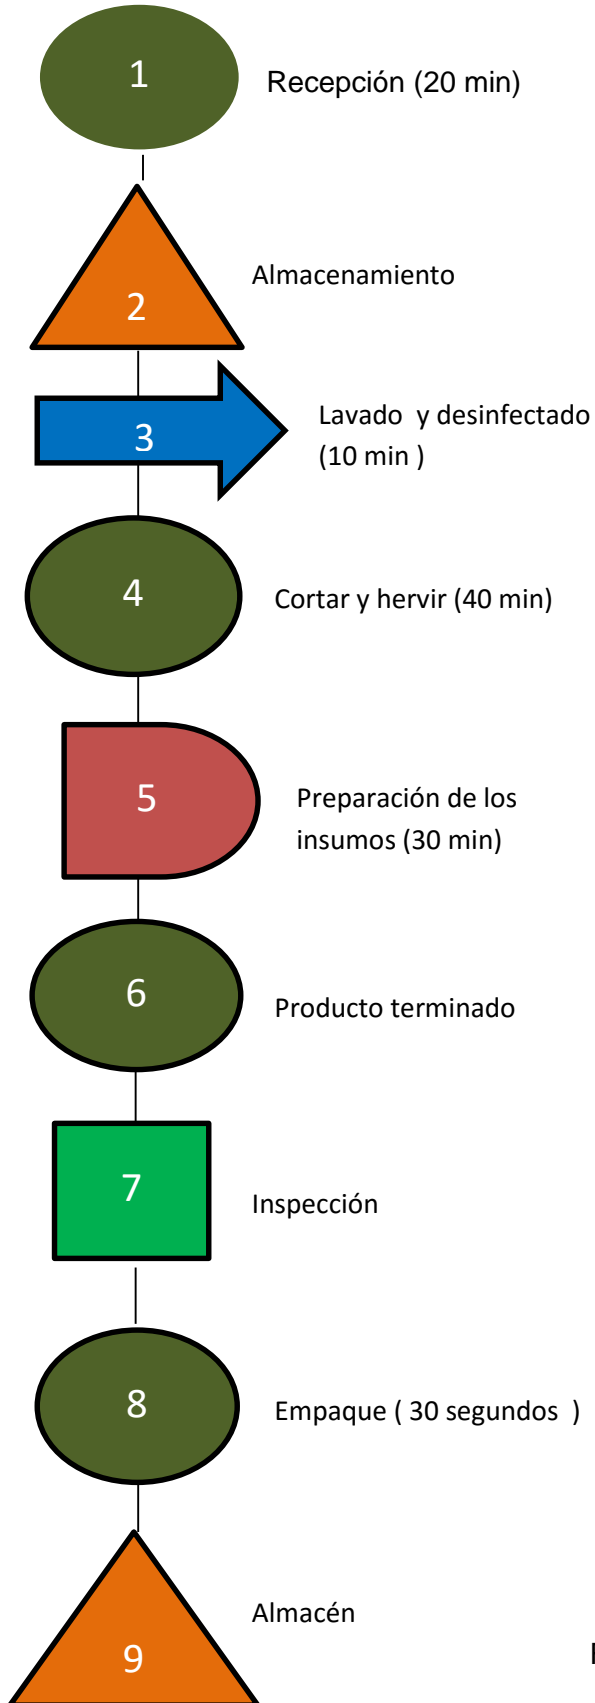 1
Recepción (20 min)
2
Almacenamiento
3
Lavado y desinfectado
(10 min )
4
Cortar y hervir (40 min)
5
Preparación de los
insumos (30 min)
6
Producto terminado
7
Inspección
8
Empaque ( 30 segundos )
9
Almacén